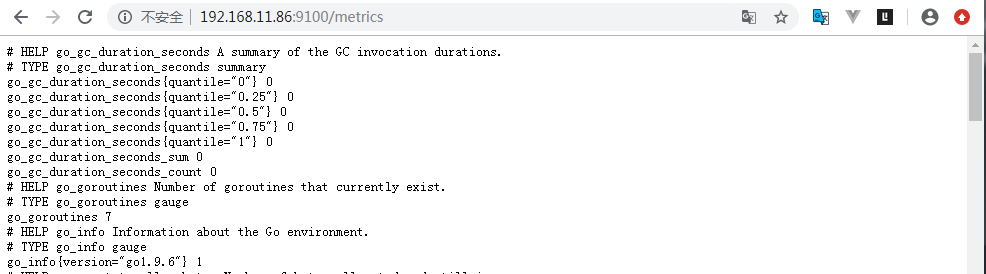 不安全 | 192.168.11.86:9100/metrics
# HELP go_gc_duration_seconds A summary of the GC invocation durations.
# TYPE go_gc_duration_seconds summary
go_gc_duration_seconds{quantile="0"} 0
go_gc_duration_seconds{quantile="0.25"} 0
go_gc_duration_seconds{quantile="0.5"} 0
go_gc_duration_seconds{quantile="0.75"} 0
go_gc_duration_seconds{quantile="1"} 0
go_gc_duration_seconds_sum 0
go_gc_duration_seconds_count 0
# HELP go_goroutines Number of goroutines that currently exist.
# TYPE go_goroutines gauge
go_goroutines 7
# HELP go_info Information about the Go environment.
# TYPE go_info gauge
go_info{version="go1.9.6"} 1